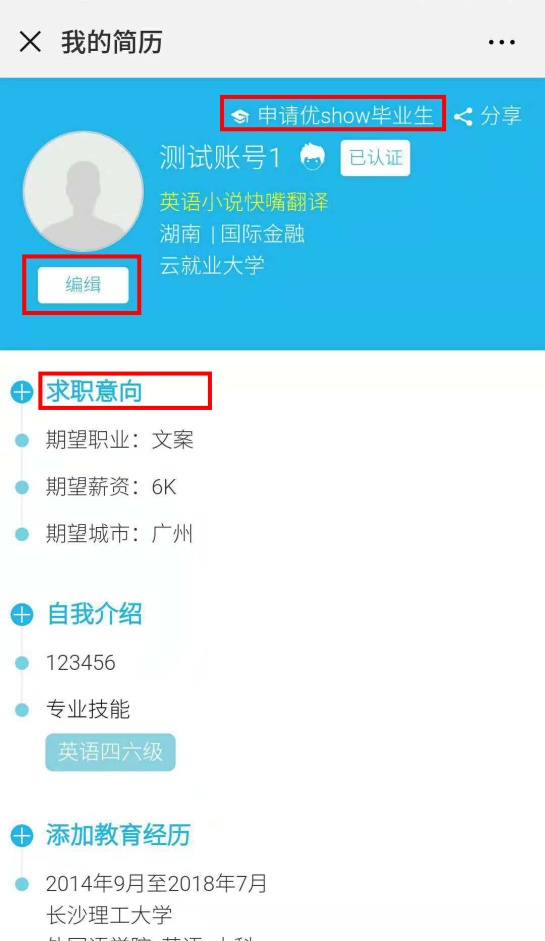 我的简历
申请优show毕业生 分享
测试账号1 已认证
英语小说快嘴翻译
湖南 | 国际金融
云就业大学
编缉
求职意向
期望职业：文案
期望薪资：6K
期望城市：广州
自我介绍
123456
专业技能
英语四六级
添加教育经历
2014年9月至2018年7月
长沙理工大学